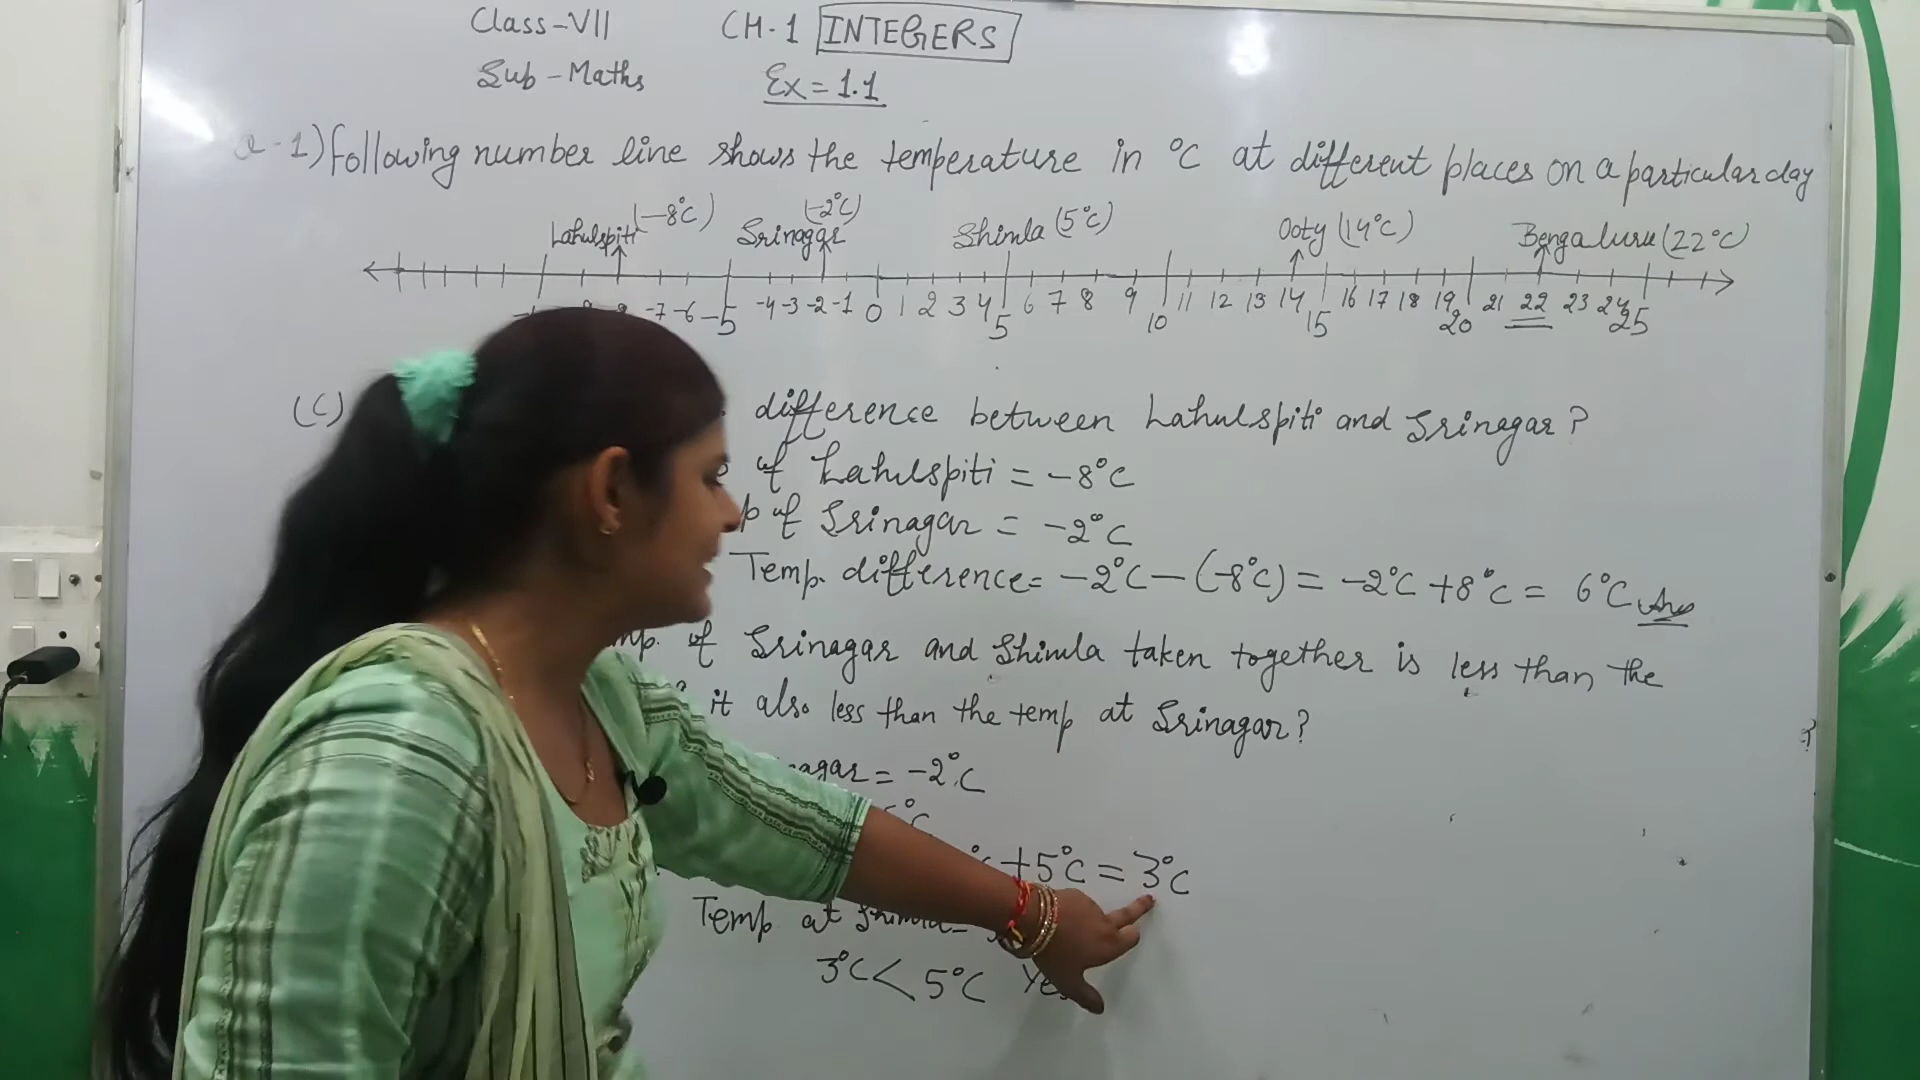 Class-VII CH.1 INTEGERS
Sub-Maths Ex=1.1
1) Following number line shows the temperature in °C at different places on a particular day
Lahulspiti (-8°C) Srinagar (-2°C) Shimla (5°C) Ooty (14°C) Bengaluru (22°C)
-7 -6 -5 -4 -3 -2 -1 0 1 2 3 4 5 6 7 8 9 10 11 12 13 14 15 16 17 18 19 20 21 22 23 24 25
(C) difference between Lahulspiti and Srinagar?
of Lahulspiti = -8°C
of Srinagar = -2°C
Temp. difference = -2°C-(-8°C) = -2°C +8°C = 6°C Ans
of Srinagar and Shimla taken together is less than the
it also less than the temp at Srinagar?
= -2°C
+5°C = 3°C
Temp at Shimla =
3°C < 5°C Yes